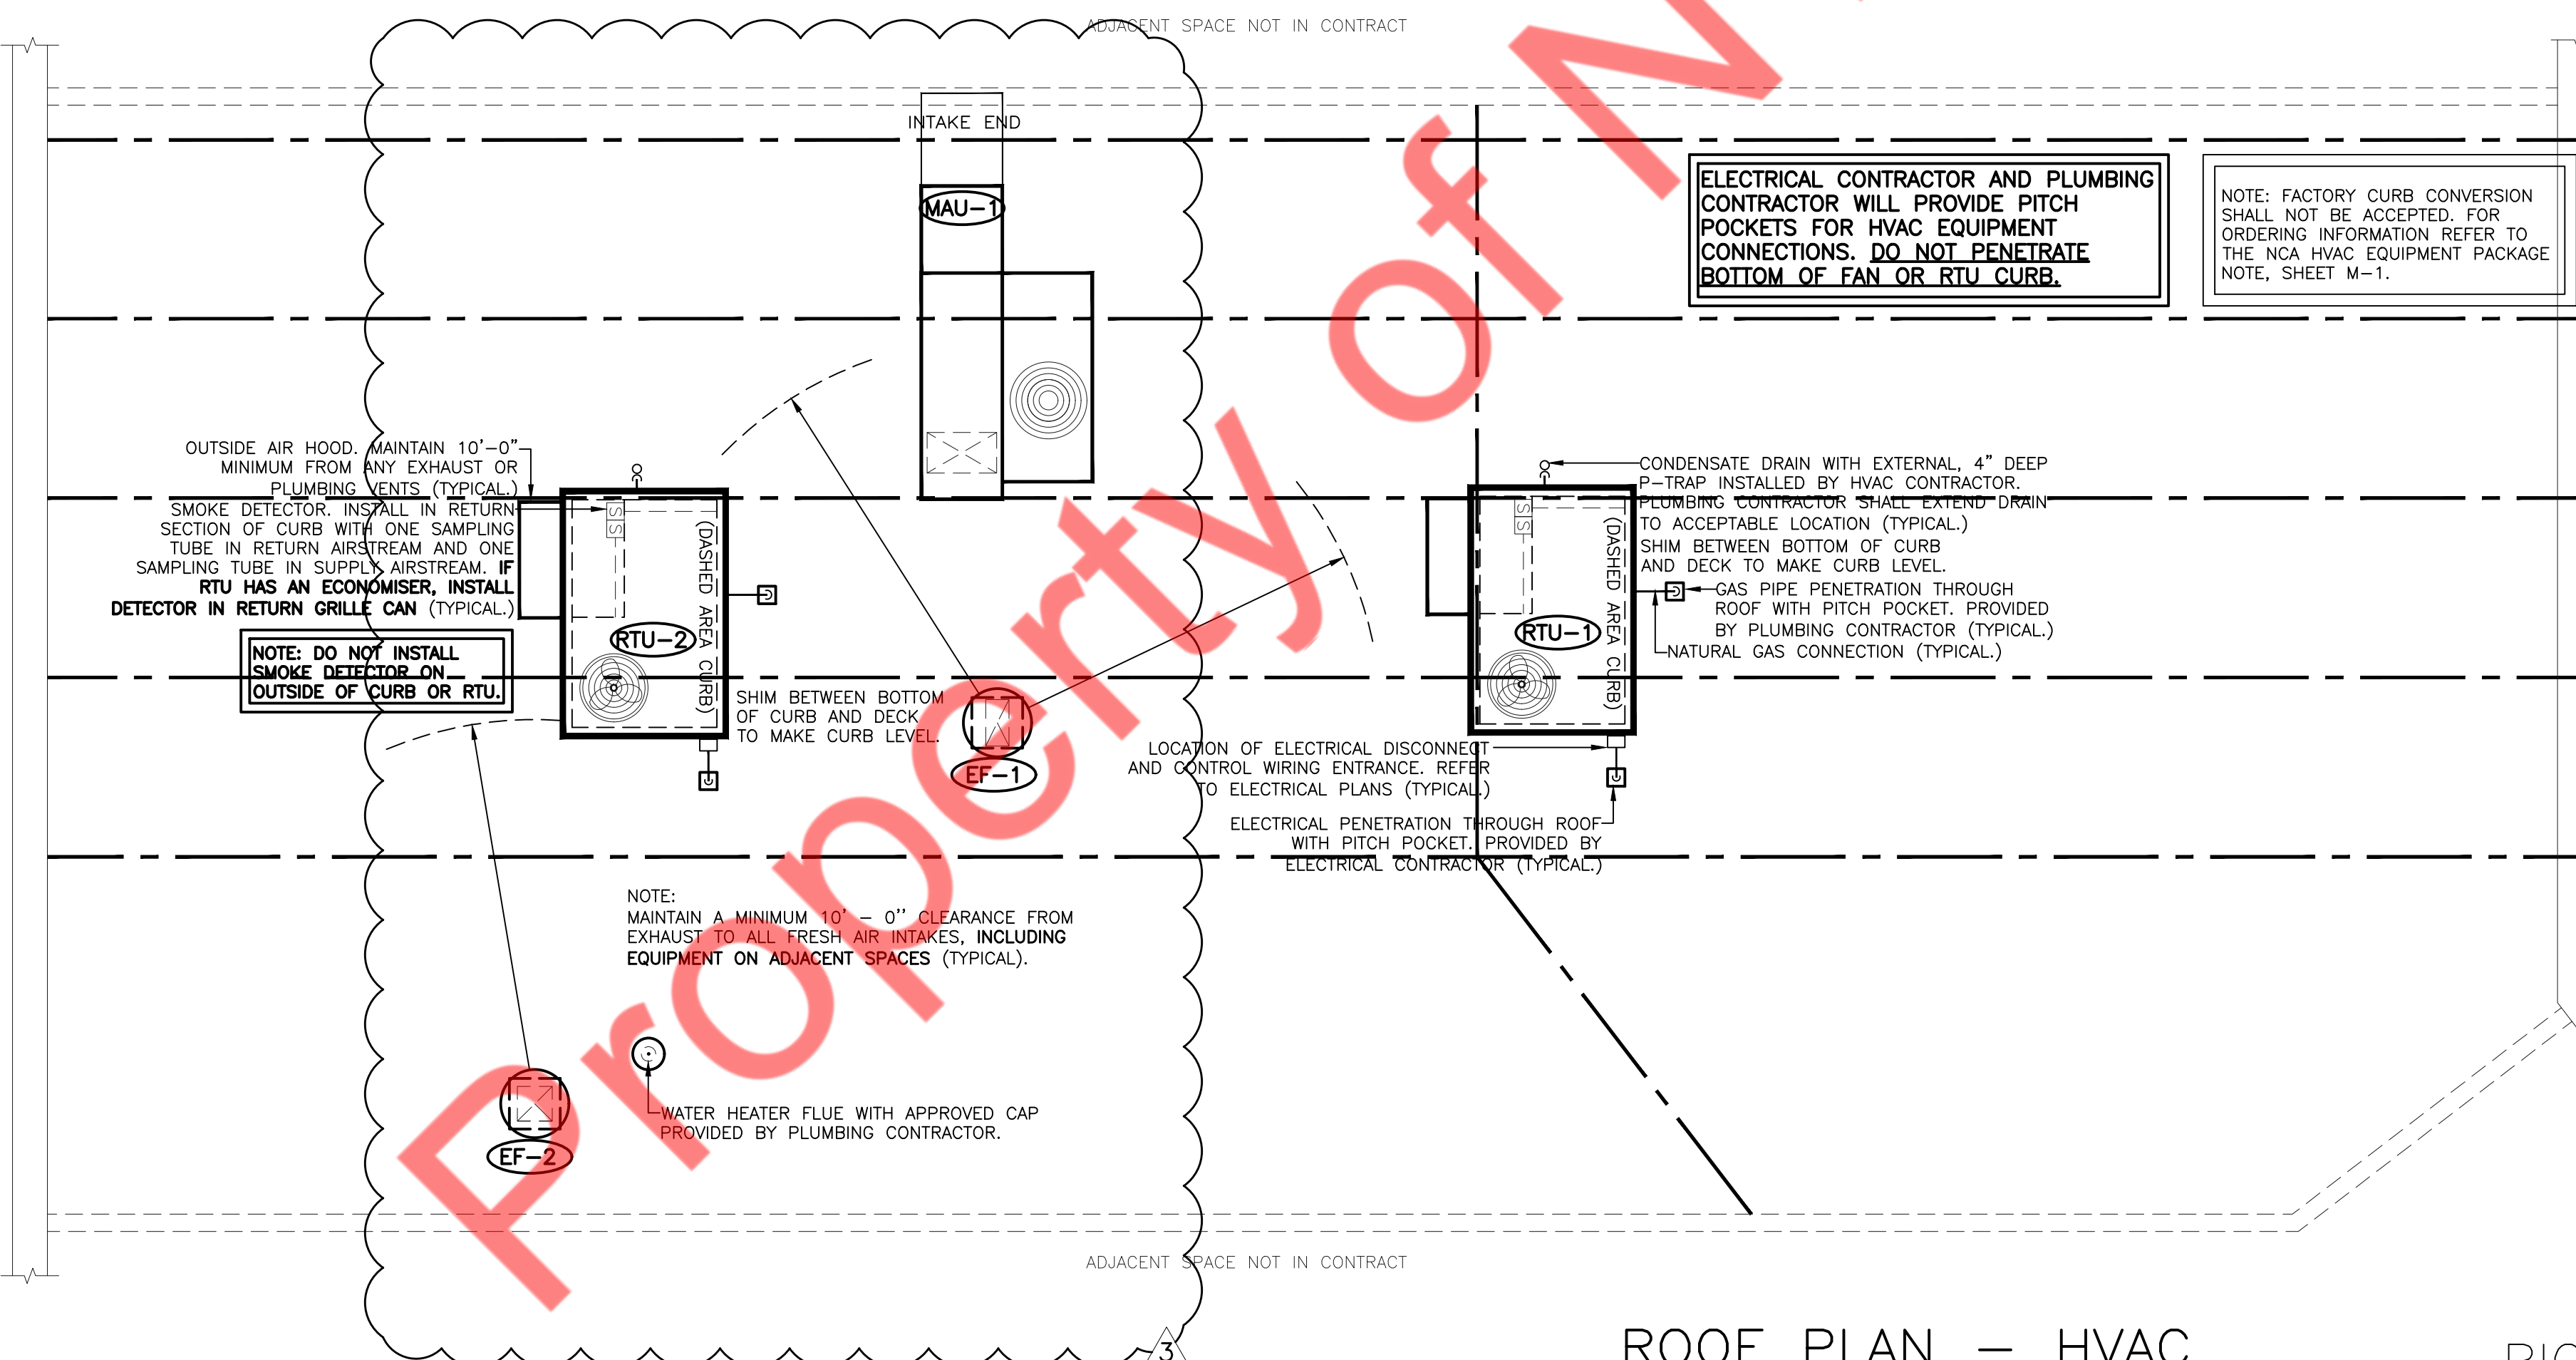 ADJACENT SPACE NOT IN CONTRACT
INTAKE END
MAU-1
ELECTRICAL CONTRACTOR AND PLUMBING
CONTRACTOR WILL PROVIDE PITCH
POCKETS FOR HVAC EQUIPMENT
CONNECTIONS. DO NOT PENETRATE
BOTTOM OF FAN OR RTU CURB.
NOTE: FACTORY CURB CONVERSION
SHALL NOT BE ACCEPTED. FOR
ORDERING INFORMATION REFER TO
THE NCA HVAC EQUIPMENT PACKAGE
NOTE, SHEET M-1.
OUTSIDE AIR HOOD. MAINTAIN 10'-0"
MINIMUM FROM ANY EXHAUST OR
PLUMBING VENTS (TYPICAL.)
SMOKE DETECTOR. INSTALL IN RETURN
SECTION OF CURB WITH ONE SAMPLING
TUBE IN RETURN AIRSTREAM AND ONE
SAMPLING TUBE IN SUPPLY AIRSTREAM. IF
RTU HAS AN ECONOMISER, INSTALL
DETECTOR IN RETURN GRILLE CAN (TYPICAL.)
NOTE: DO NOT INSTALL
SMOKE DETECTOR ON
OUTSIDE OF CURB OR RTU.
SS
(DASHED AREA CURB)
RTU-2
SHIM BETWEEN BOTTOM
OF CURB AND DECK
TO MAKE CURB LEVEL.
EF-1
SS
(DASHED AREA CURB)
RTU-1
CONDENSATE DRAIN WITH EXTERNAL, 4" DEEP
P-TRAP INSTALLED BY HVAC CONTRACTOR.
PLUMBING CONTRACTOR SHALL EXTEND DRAIN
TO ACCEPTABLE LOCATION (TYPICAL.)
SHIM BETWEEN BOTTOM OF CURB
AND DECK TO MAKE CURB LEVEL.
GAS PIPE PENETRATION THROUGH
ROOF WITH PITCH POCKET. PROVIDED
BY PLUMBING CONTRACTOR (TYPICAL.)
NATURAL GAS CONNECTION (TYPICAL.)
LOCATION OF ELECTRICAL DISCONNECT
AND CONTROL WIRING ENTRANCE. REFER
TO ELECTRICAL PLANS (TYPICAL.)
ELECTRICAL PENETRATION THROUGH ROOF
WITH PITCH POCKET. PROVIDED BY
ELECTRICAL CONTRACTOR (TYPICAL.)
NOTE:
MAINTAIN A MINIMUM 10' - 0'' CLEARANCE FROM
EXHAUST TO ALL FRESH AIR INTAKES, INCLUDING
EQUIPMENT ON ADJACENT SPACES (TYPICAL).
WATER HEATER FLUE WITH APPROVED CAP
PROVIDED BY PLUMBING CONTRACTOR.
EF-2
ADJACENT SPACE NOT IN CONTRACT
3
ROOF PLAN - HVAC
Property of N